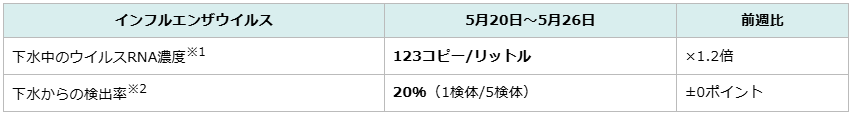 インフルエンザウイルス 5月20日～5月26日 前週比
下水中のウイルスRNA濃度※1 123コピー/リットル ×1.2倍
下水からの検出率※2 20%（1検体/5検体） ±0ポイント